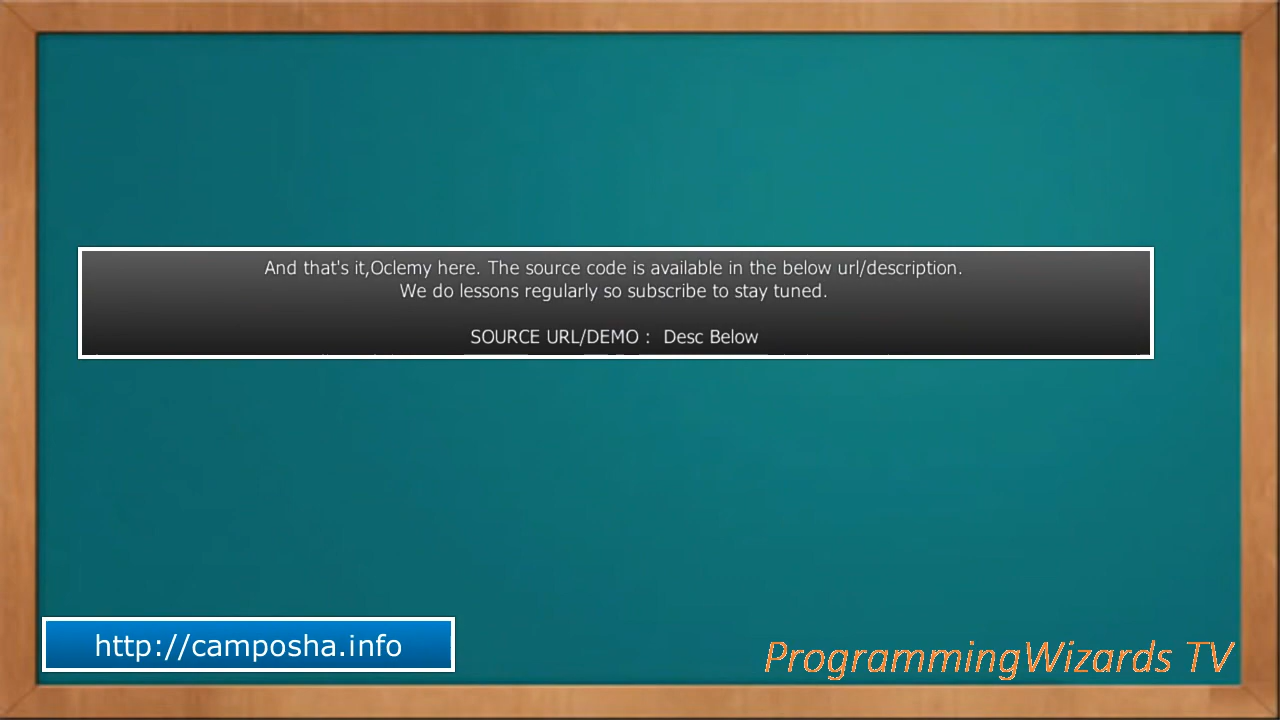 And that's it,Oclemy here. The source code is available in the below url/description.
We do lessons regularly so subscribe to stay tuned.
SOURCE URL/DEMO :  Desc Below
http://camposha.info
ProgrammingWizards TV